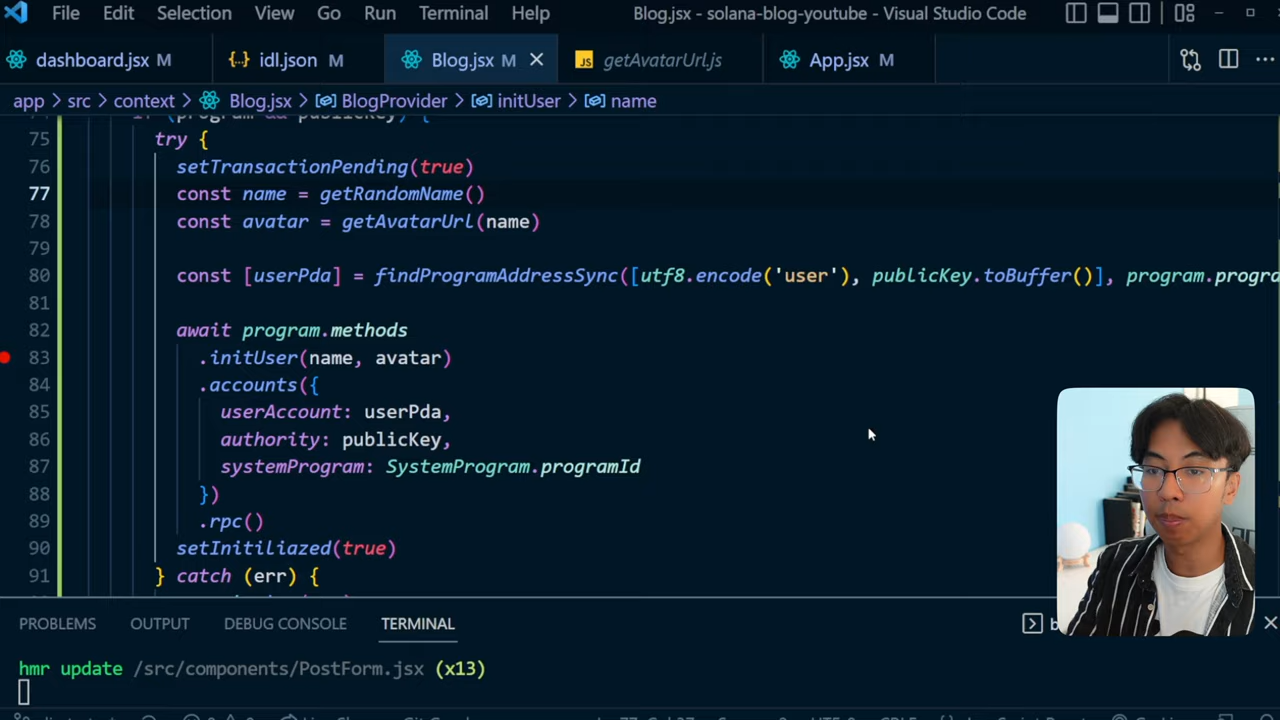 File Edit Selection View Go Run Terminal Help Blog.jsx - solana-blog-youtube - Visual Studio Code
dashboard.jsx M {..} idl.json M Blog.jsx M JS getAvatarUrl.js App.jsx M
app > src > context > Blog.jsx > BlogProvider > initUser > name
if (program && publicKey) {
75 try {
76 setTransactionPending(true)
77 const name = getRandomName()
78 const avatar = getAvatarUrl(name)
79
80 const [userPda] = findProgramAddressSync([utf8.encode('user'), publicKey.toBuffer()], program.progra
81
82 await program.methods
83 .initUser(name, avatar)
84 .accounts({
85 userAccount: userPda,
86 authority: publicKey,
87 systemProgram: SystemProgram.programId
88 })
89 .rpc()
90 setInitiliazed(true)
91 } catch (err) {
PROBLEMS OUTPUT DEBUG CONSOLE TERMINAL
hmr update /src/components/PostForm.jsx (x13)